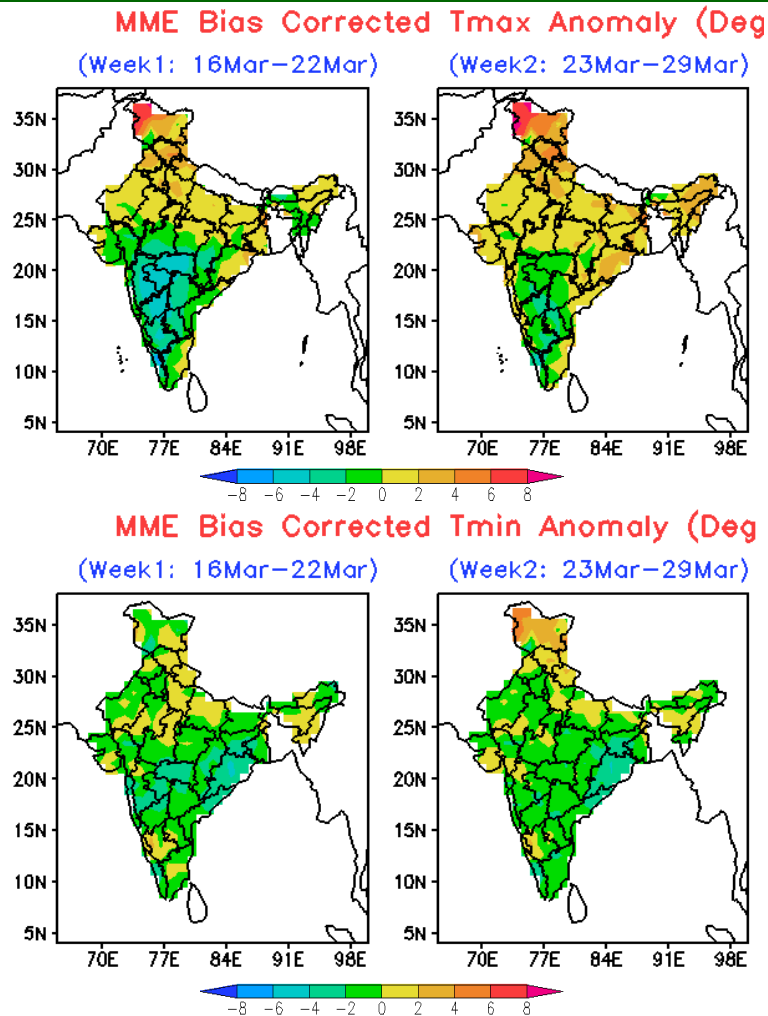 MME Bias Corrected Tmax Anomaly (Deg
(Week1: 16Mar–22Mar) (Week2: 23Mar–29Mar)
35N 35N
30N 30N
25N 25N
20N 20N
15N 15N
10N 10N
5N 5N
70E 77E 84E 91E 98E 70E 77E 84E 91E 98E
−8 −6 −4 −2 0 2 4 6 8
MME Bias Corrected Tmin Anomaly (Deg
(Week1: 16Mar–22Mar) (Week2: 23Mar–29Mar)
35N 35N
30N 30N
25N 25N
20N 20N
15N 15N
10N 10N
5N 5N
70E 77E 84E 91E 98E 70E 77E 84E 91E 98E
−8 −6 −4 −2 0 2 4 6 8